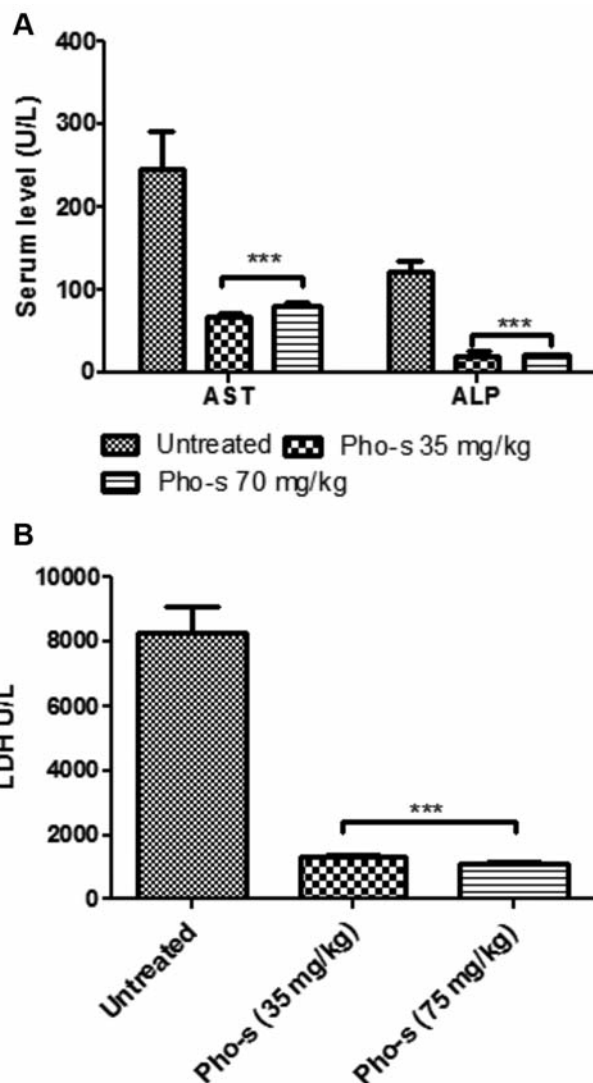 A
Serum level (U/L)
400
300
200
100
0
***
***
AST ALP
Untreated Pho-s 35 mg/kg
Pho-s 70 mg/kg
B
LDH U/L
10000
8000
6000
4000
2000
0
***
Untreated
Pho-s (35 mg/kg)
Pho-s (75 mg/kg)